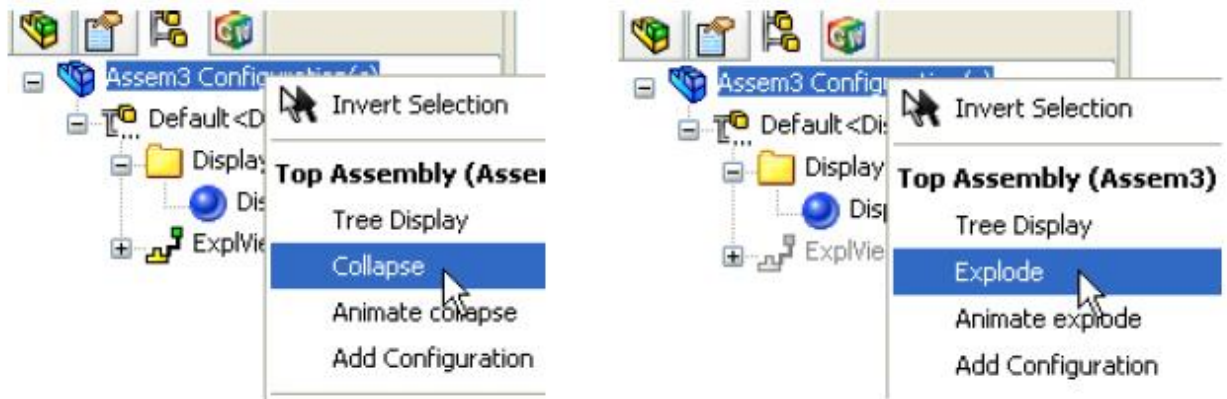 Assem3 Configuration(s)
Invert Selection
Default<D
Display
Top Assembly (Assem
Dis
Tree Display
ExplVie
Collapse
Animate collapse
Add Configuration
Assem3 Configuration(s)
Invert Selection
Default<Dis
Display
Top Assembly (Assem3)
Disp
Tree Display
ExplVie
Explode
Animate explode
Add Configuration